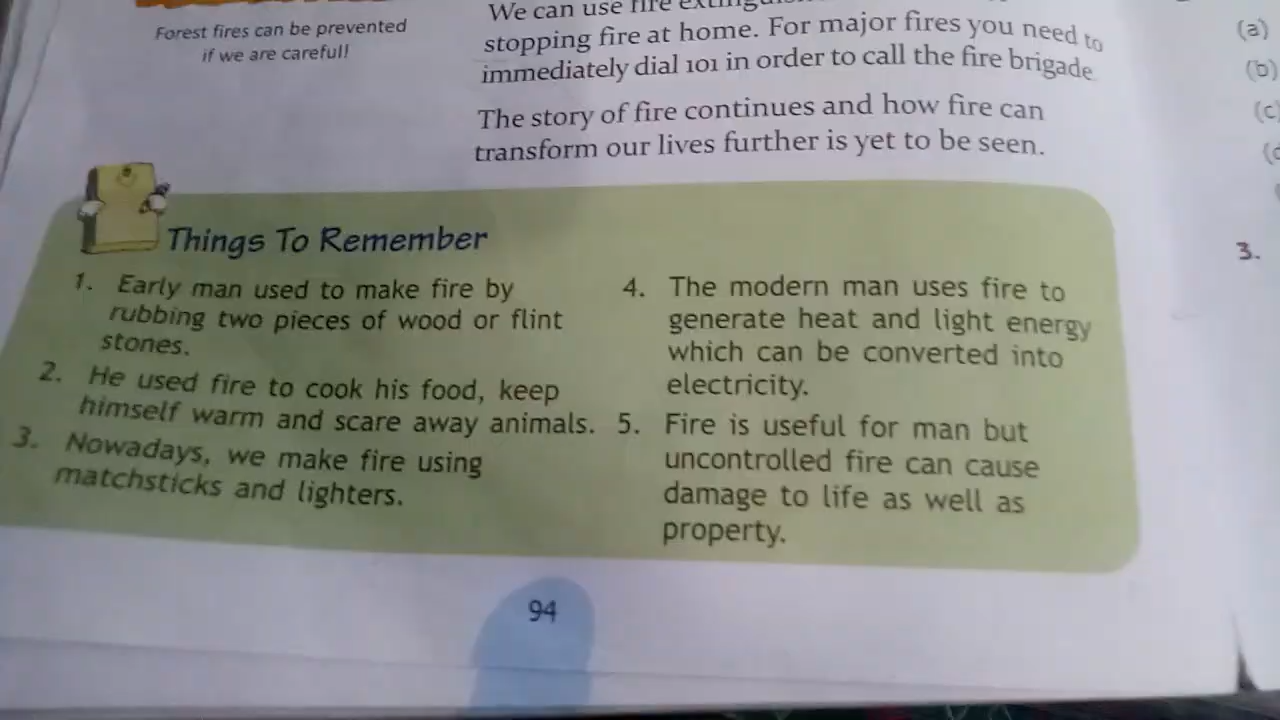 Forest fires can be prevented
if we are careful!
We can use fire
stopping fire at home. For major fires you need to
immediately dial 101 in order to call the fire brigade
The story of fire continues and how fire can
transform our lives further is yet to be seen.
Things To Remember
1. Early man used to make fire by
rubbing two pieces of wood or flint
stones.
2. He used fire to cook his food, keep
himself warm and scare away animals.
3. Nowadays, we make fire using
matchsticks and lighters.
4. The modern man uses fire to
generate heat and light energy
which can be converted into
electricity.
5. Fire is useful for man but
uncontrolled fire can cause
damage to life as well as
property.
94
(a)
(b)
(c)
3.